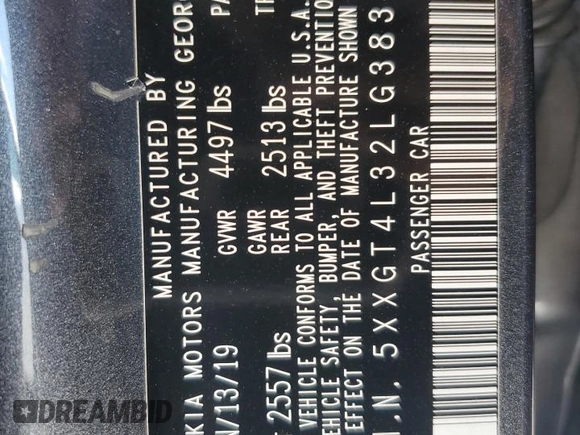 MANUFACTURED BY
KIA MOTORS MANUFACTURING GEOR
N/13/19
GVWR 4497 lbs
GAWR
REAR 2513 lbs
2557 lbs
VEHICLE CONFORMS TO ALL APPLICABLE U.S.A.
VEHICLE SAFETY, BUMPER, AND THEFT PREVENTIO
EFFECT ON THE DATE OF MANUFACTURE SHOWN
.N. 5XXGT4L32LG383
PASSENGER CAR
DREAMBID